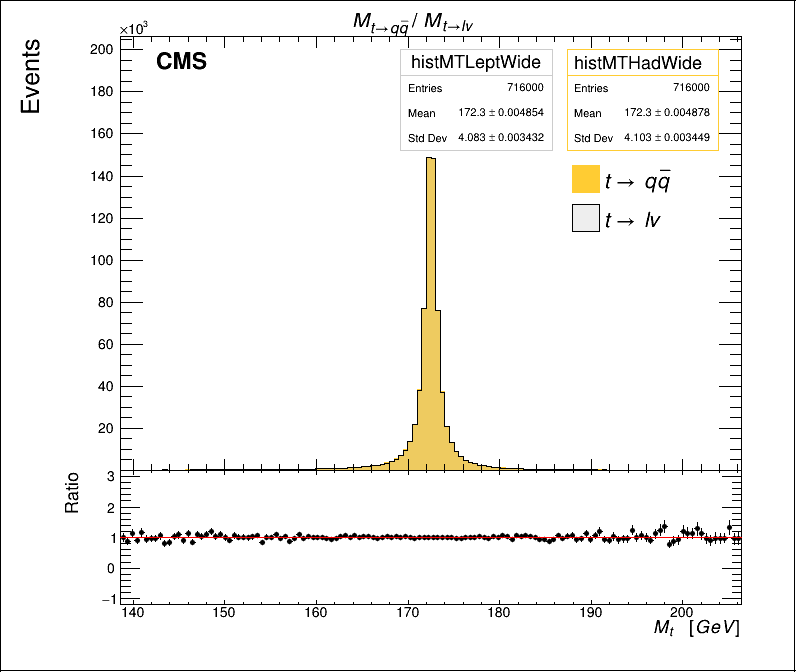 M_{t→qq̄} / M_{t→lν}
×10³
Events
CMS
histMTLeptWide
Entries 716000
Mean 172.3 ± 0.004854
Std Dev 4.083 ± 0.003432
histMTHadWide
Entries 716000
Mean 172.3 ± 0.004878
Std Dev 4.103 ± 0.003449
t → qq̄
t → lν
200
180
160
140
120
100
80
60
40
20
Ratio
3
2
1
0
−1
140 150 160 170 180 190 200
M_t [GeV]